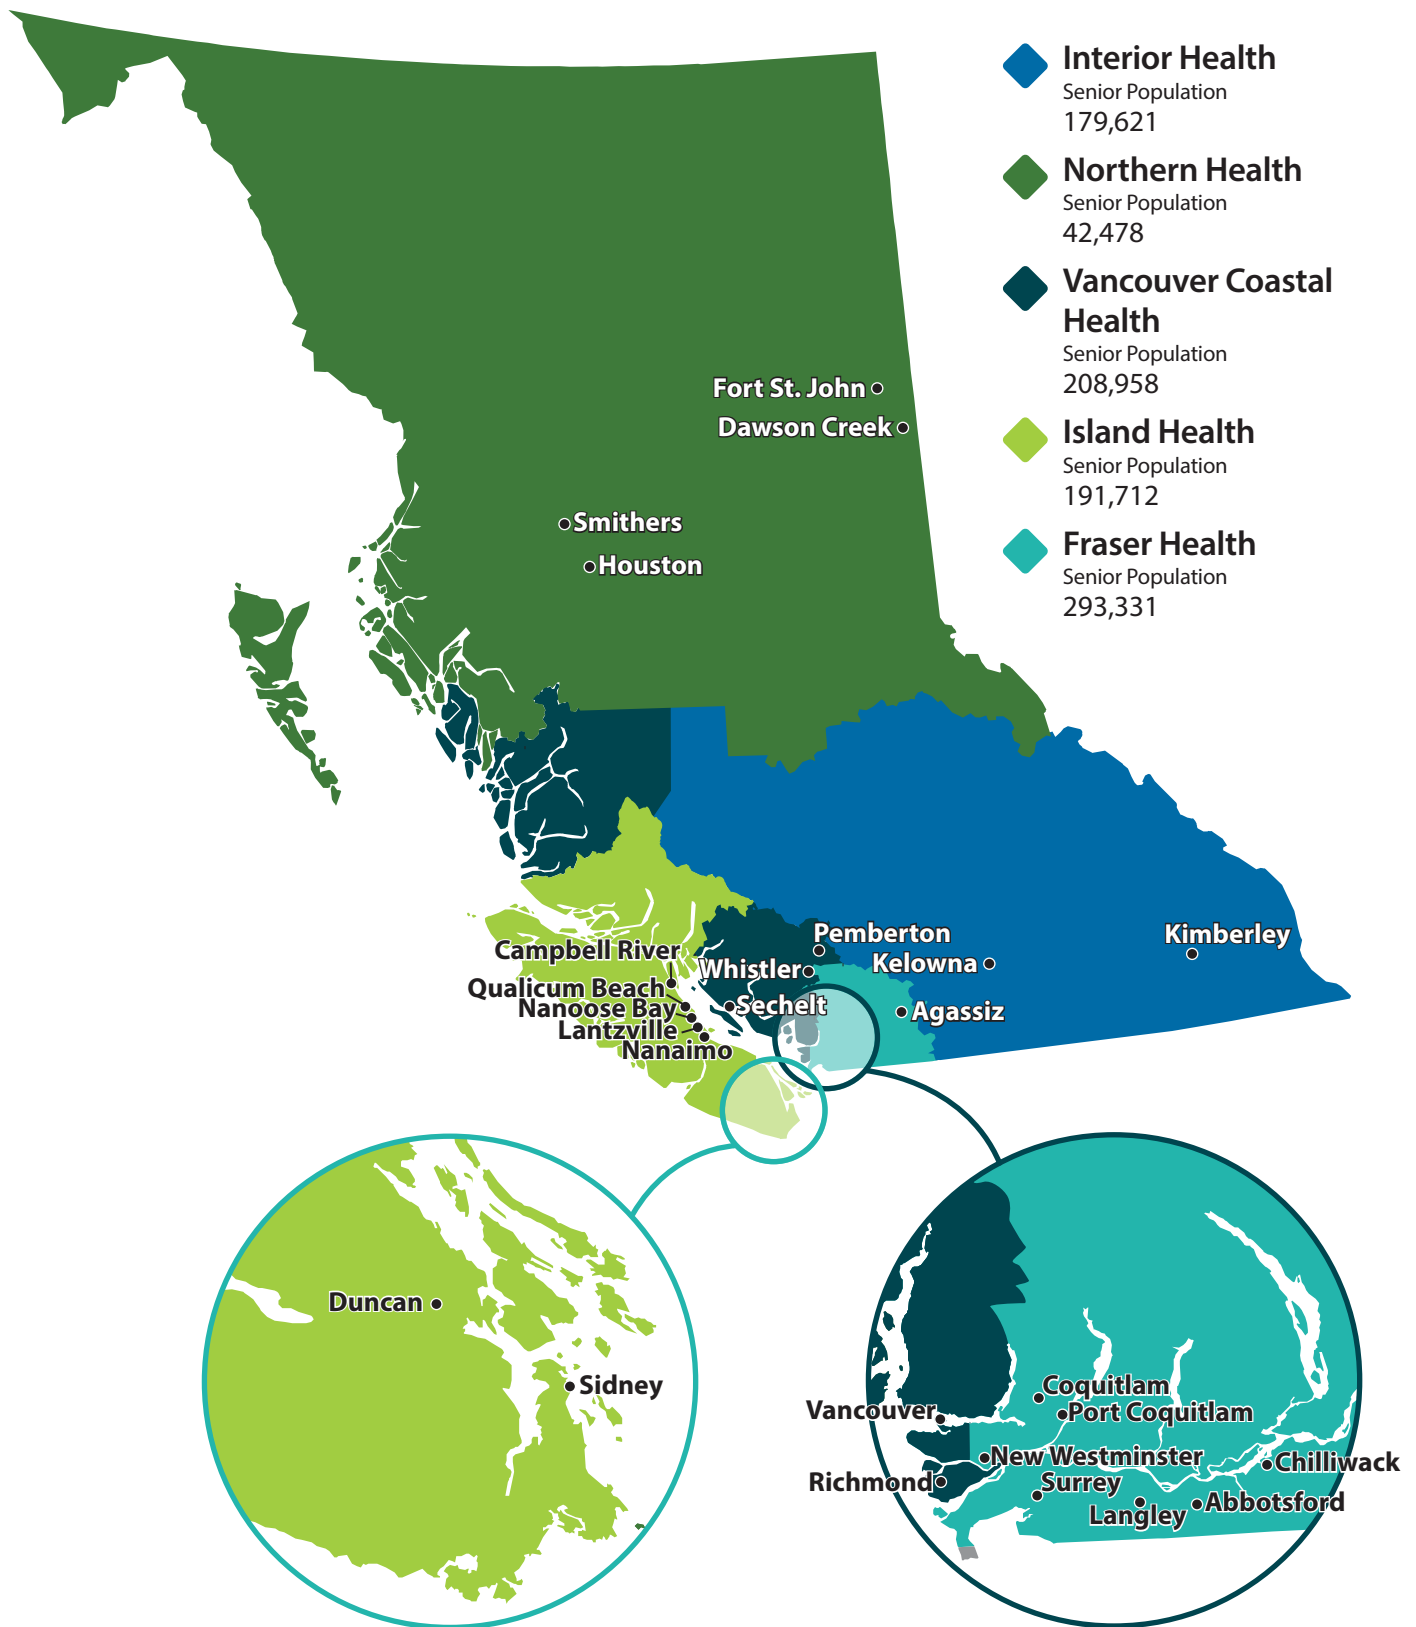 Interior Health
Senior Population
179,621
Northern Health
Senior Population
42,478
Vancouver Coastal
Health
Senior Population
208,958
Island Health
Senior Population
191,712
Fraser Health
Senior Population
293,331
Fort St. John
Dawson Creek
Smithers
Houston
Pemberton
Kimberley
Campbell River
Whistler
Kelowna
Qualicum Beach
Sechelt
Nanoose Bay
Agassiz
Lantzville
Nanaimo
Duncan
Sidney
Coquitlam
Vancouver
Port Coquitlam
New Westminster
Chilliwack
Richmond
Surrey
Abbotsford
Langley